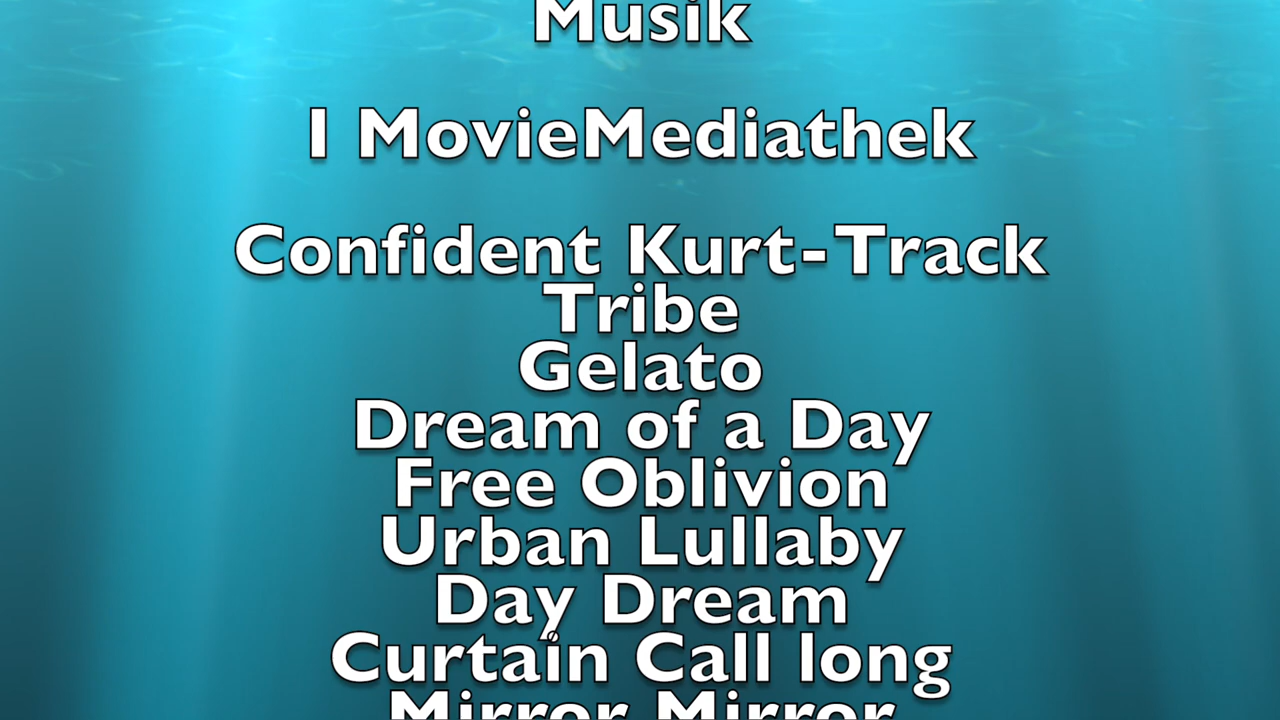 Musik
I MovieMediathek
Confident Kurt-Track
Tribe
Gelato
Dream of a Day
Free Oblivion
Urban Lullaby
Day Dream
Curtain Call long
Mirror Mirror